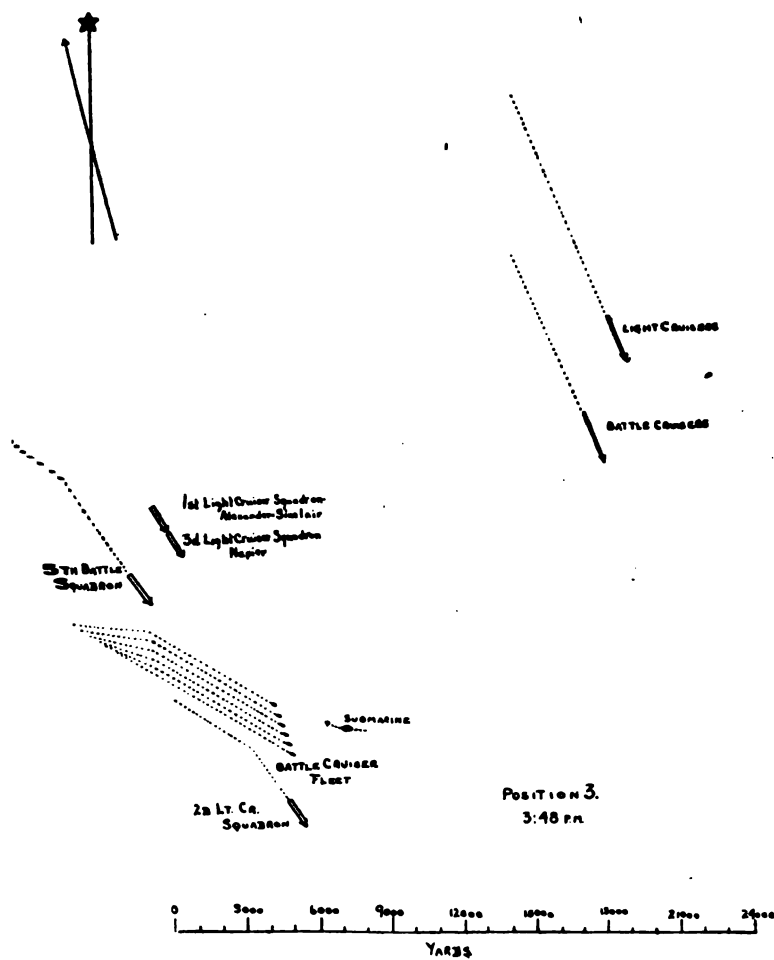 LIGHT CRUISERS
BATTLE CRUISERS
1st Light Cruiser Squadron-
Alexander-Sinclair
3d Light Cruiser Squadron
Napier
5TH BATTLE
SQUADRON
SUBMARINE
BATTLE CRUISER
FLEET
2D LT. CR.
SQUADRON
POSITION 3.
3:48 P.M.
0 3000 6000 9000 12000 15000 18000 21000 24000
YARDS